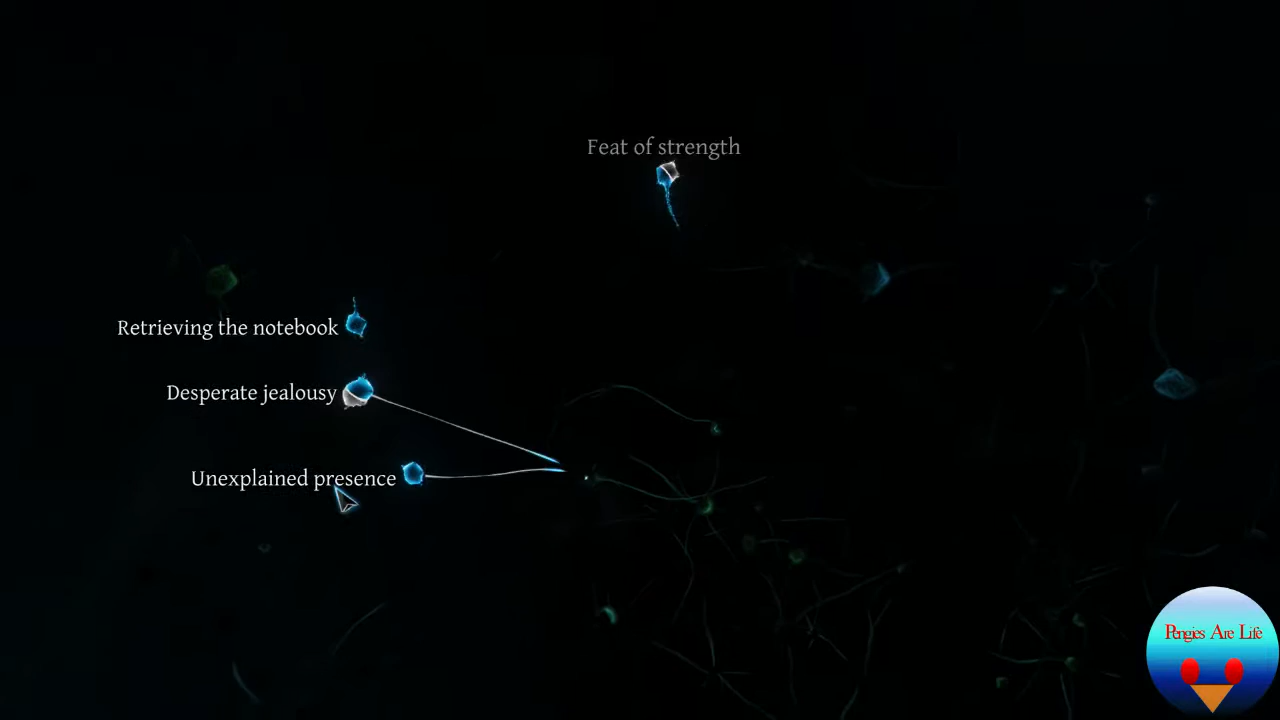 Feat of strength
Retrieving the notebook
Desperate jealousy
Unexplained presence
Pengies Are Life